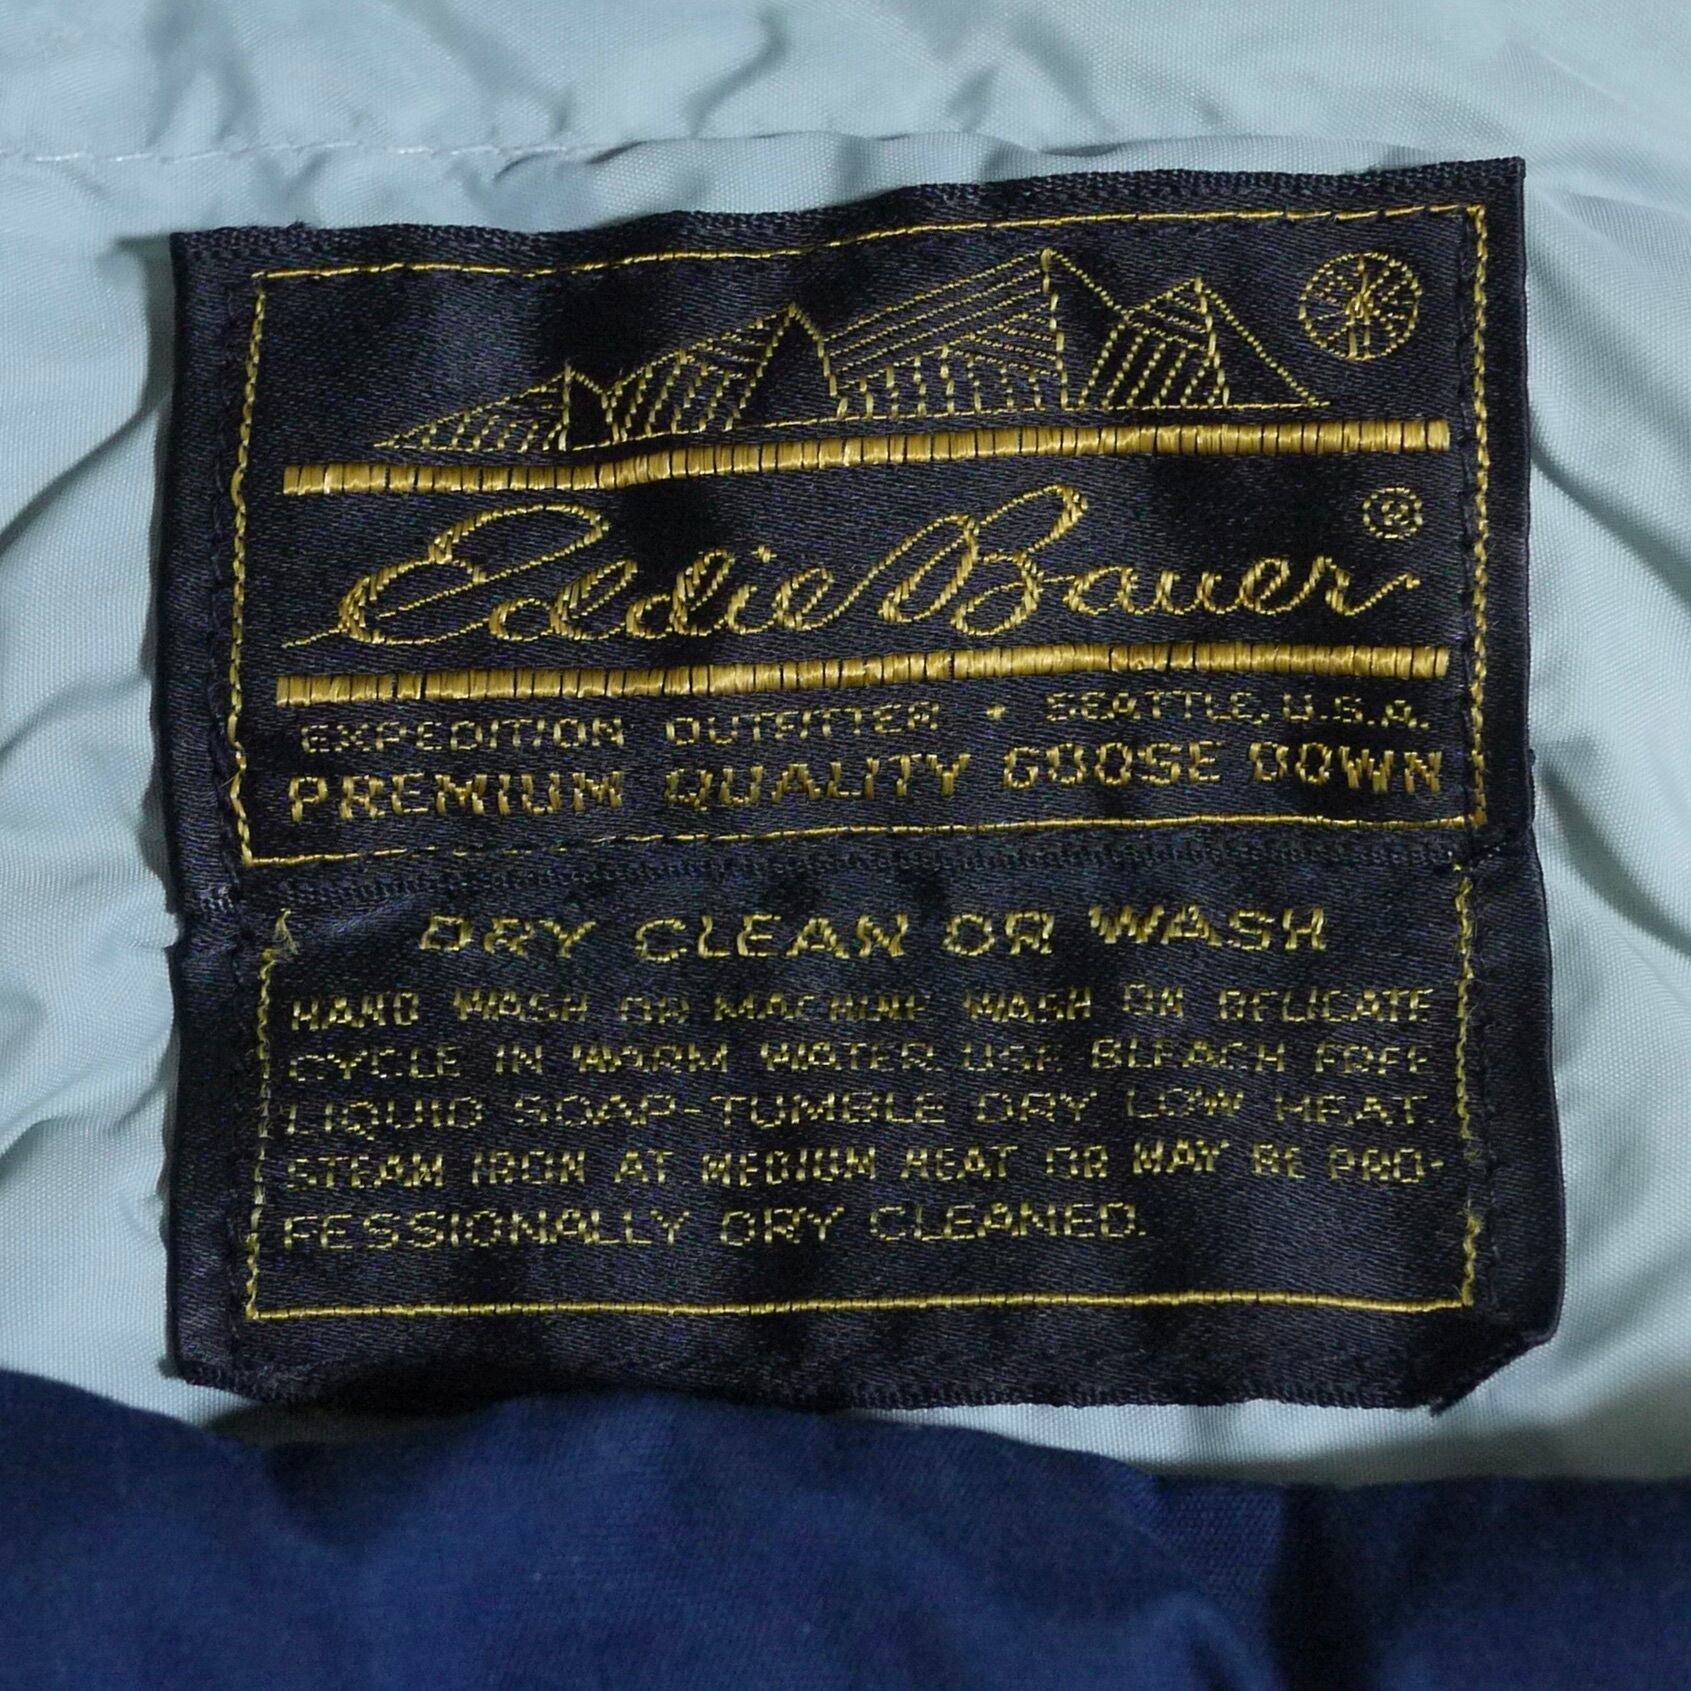 Eddie Bauer®
EXPEDITION OUTFITTER • SEATTLE, U.S.A.
PREMIUM QUALITY GOOSE DOWN
DRY CLEAN OR WASH
HAND WASH OR MACHINE WASH ON DELICATE
CYCLE IN WARM WATER. USE BLEACH FREE
LIQUID SOAP-TUMBLE DRY LOW HEAT.
STEAM IRON AT MEDIUM HEAT OR MAY BE PRO-
FESSIONALLY DRY CLEANED.